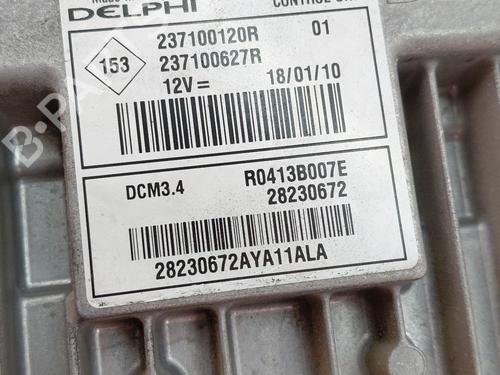 DELPHI
237100120R 01
153
237100627R
12V= 18/01/10
DCM3.4 R0413B007E
28230672
28230672AYA11ALA